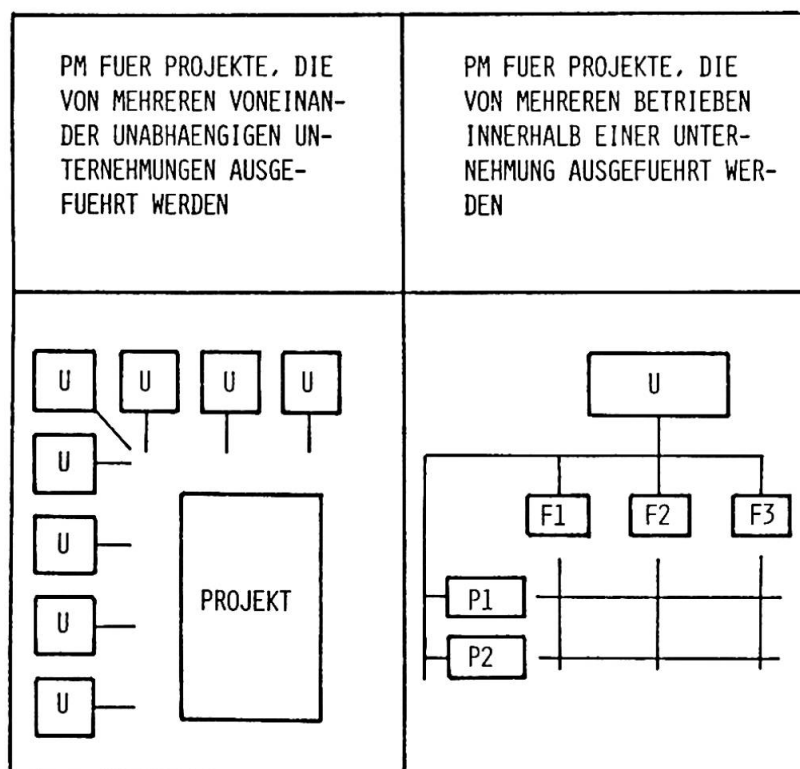 PM FUER PROJEKTE, DIE
VON MEHREREN VONEINAN-
DER UNABHAENGIGEN UN-
TERNEHMUNGEN AUSGE-
FUEHRT WERDEN
PM FUER PROJEKTE, DIE
VON MEHREREN BETRIEBEN
INNERHALB EINER UNTER-
NEHMUNG AUSGEFUEHRT WER-
DEN
U U U U
U
U
U
U
PROJEKT
U
F1 F2 F3
P1
P2